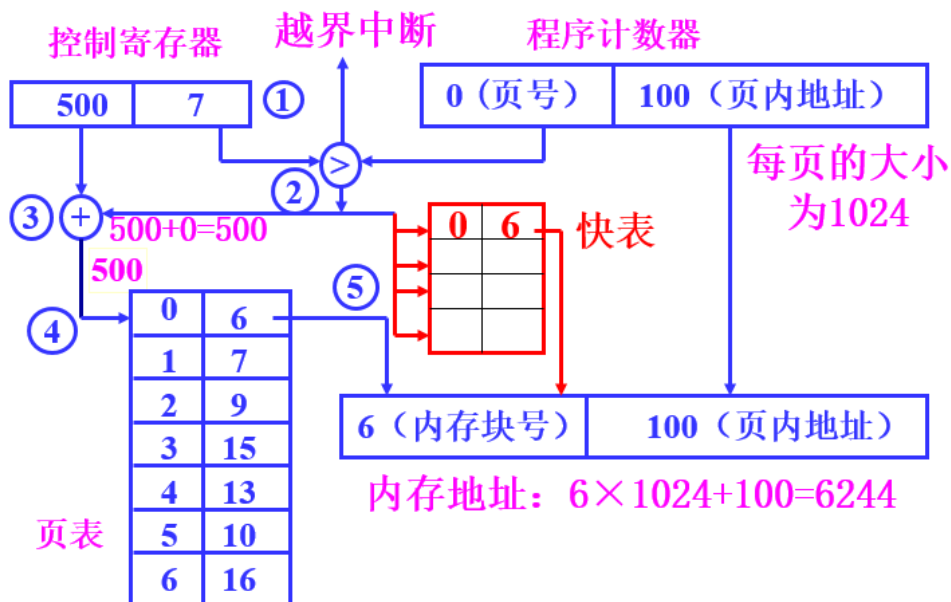 控制寄存器
越界中断
程序计数器
500 7
①
0（页号） 100（页内地址）
>
②
每页的大小
为1024
③
+
500+0=500
500
0 6
快表
④
⑤
0 6
1 7
2 9
3 15
4 13
5 10
6 16
页表
6（内存块号） 100（页内地址）
内存地址：6×1024+100=6244